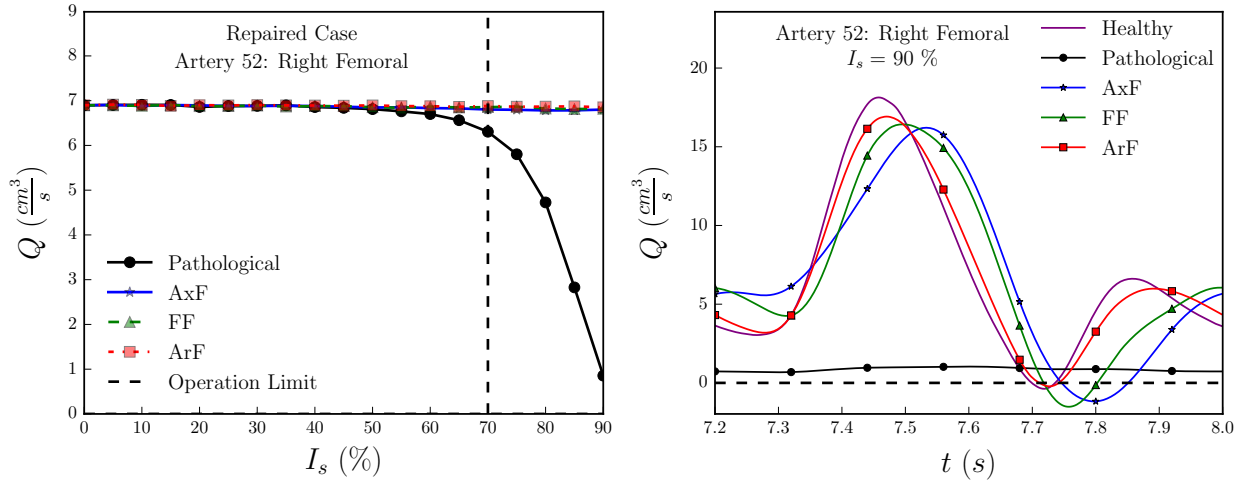 Repaired Case
Artery 52: Right Femoral
Q (cm³/s)
9
8
7
6
5
4
3
2
1
0
Pathological
AxF
FF
ArF
Operation Limit
0 10 20 30 40 50 60 70 80 90
I_s (%)
Artery 52: Right Femoral
I_s = 90 %
Healthy
Pathological
AxF
FF
ArF
Q (cm³/s)
20
15
10
5
0
7.2 7.3 7.4 7.5 7.6 7.7 7.8 7.9 8.0
t (s)